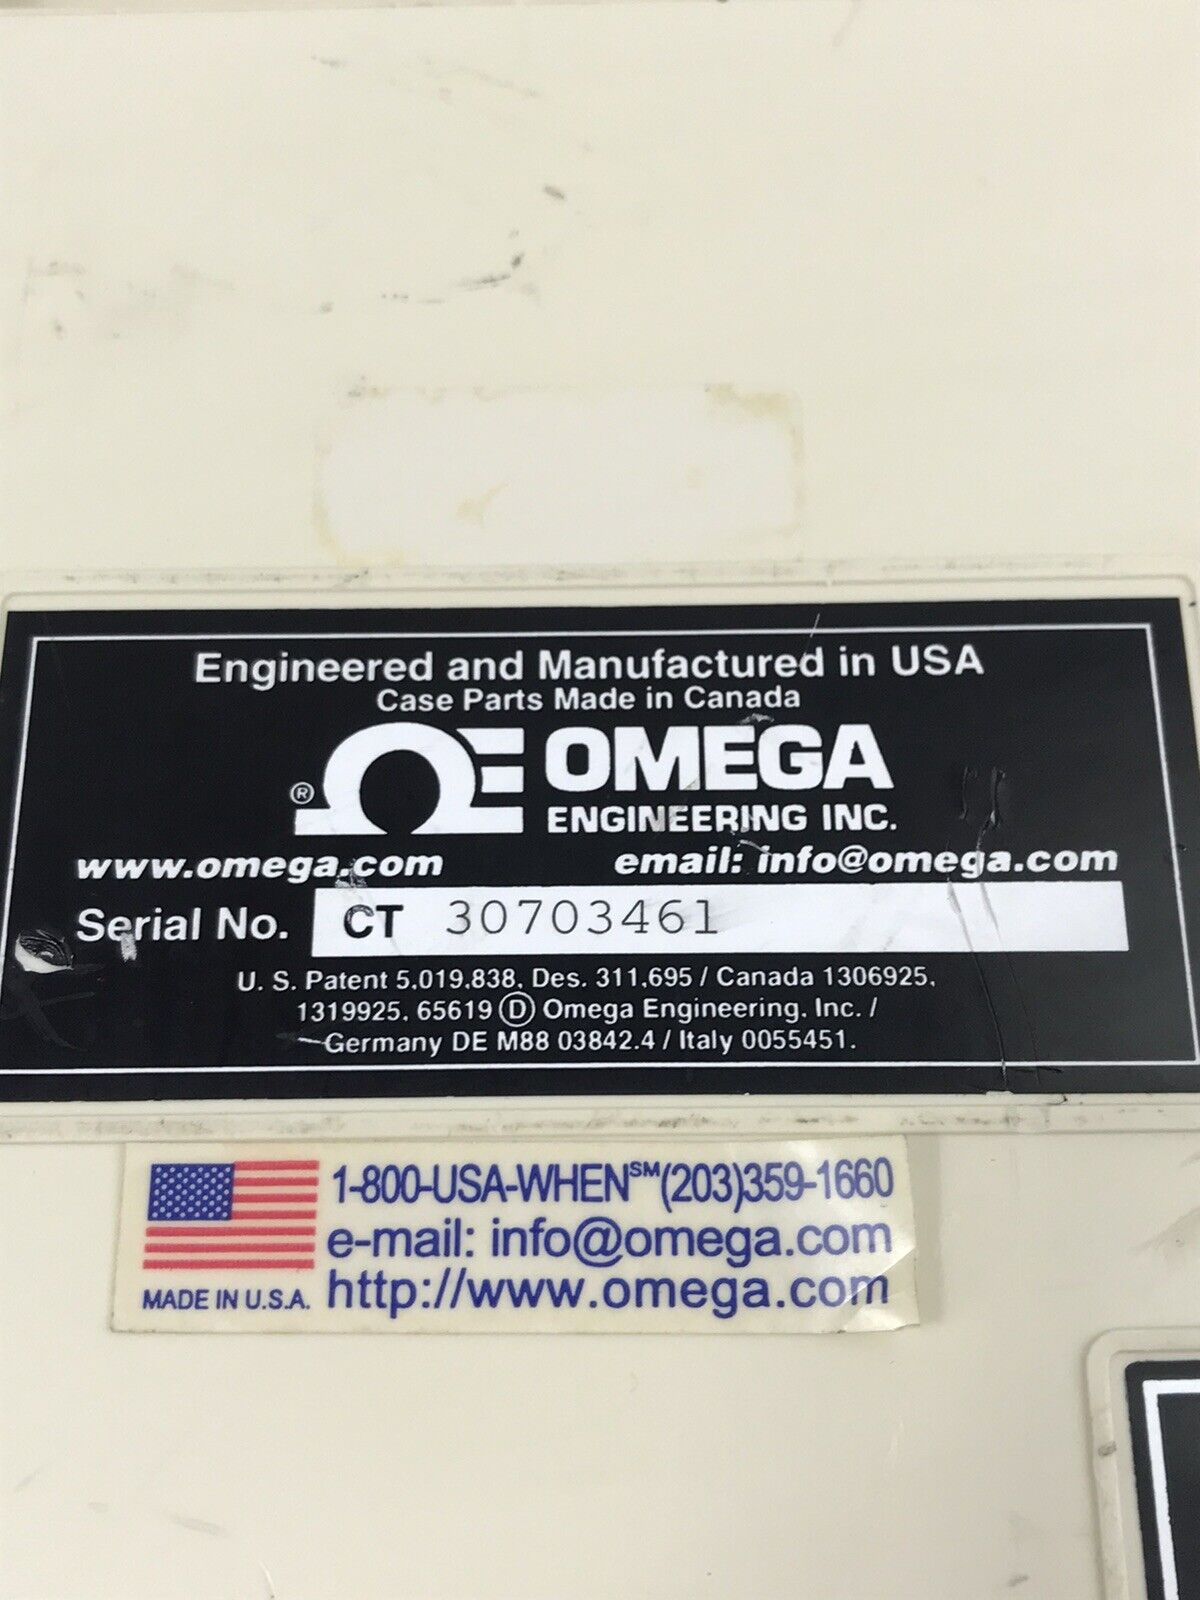 Engineered and Manufactured in USA
Case Parts Made in Canada
® OMEGA
ENGINEERING INC.
www.omega.com email: info@omega.com
Serial No. CT 30703461
U. S. Patent 5,019,838, Des. 311,695 / Canada 1306925,
1319925, 65619 Ⓓ Omega Engineering, Inc. /
Germany DE M88 03842.4 / Italy 0055451.
1-800-USA-WHEN℠(203)359-1660
e-mail: info@omega.com
MADE IN U.S.A. http://www.omega.com